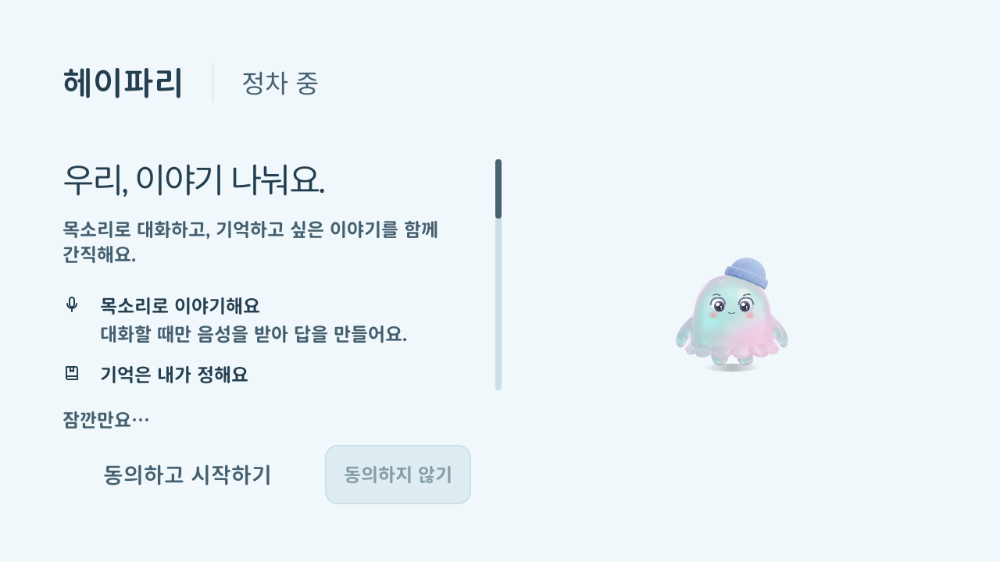 헤이파리
정차 중
우리, 이야기 나눠요.
목소리로 대화하고, 기억하고 싶은 이야기를 함께
간직해요.
목소리로 이야기해요
대화할 때만 음성을 받아 답을 만들어요.
기억은 내가 정해요
잠깐만요…
동의하고 시작하기
동의하지 않기